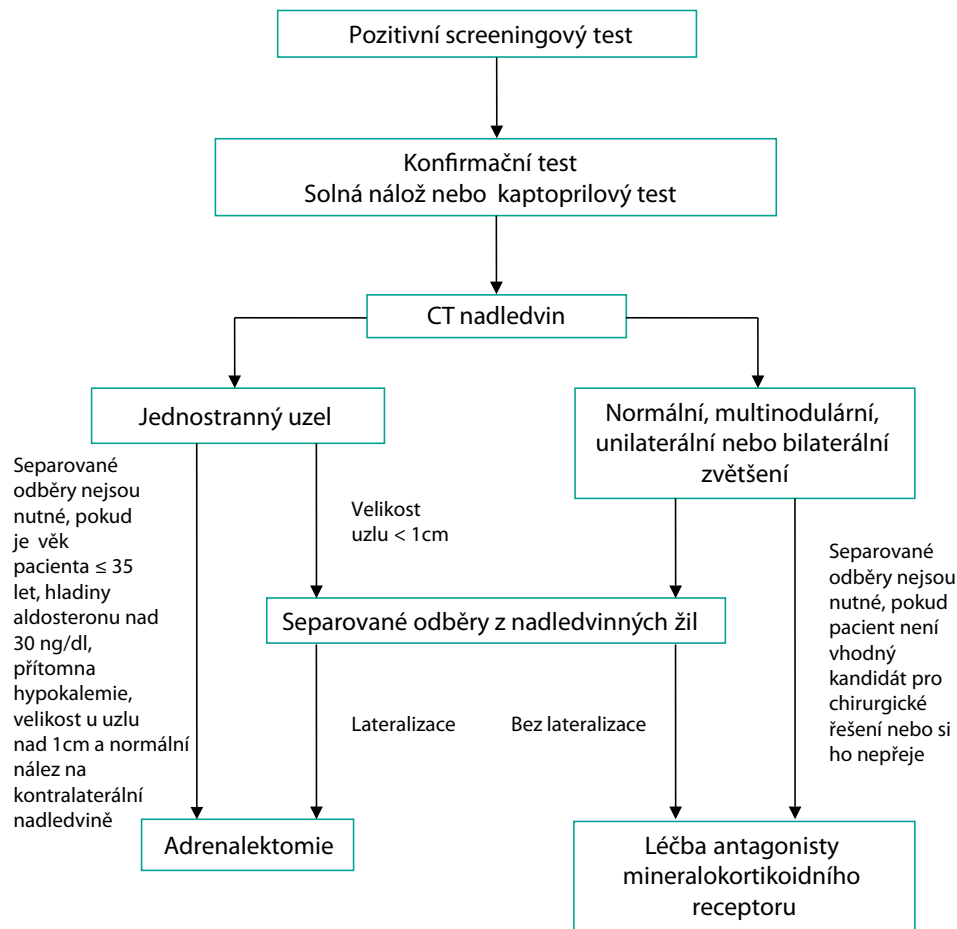 Pozitivní screeningový test
Konfirmační test
Solná nálož nebo kaptoprilový test
CT nadledvin
Jednostranný uzel
Normální, multinodulární,
unilaterální nebo bilaterální
zvětšení
Separované
odběry nejsou
nutné, pokud
je věk
pacienta ≤ 35
let, hladiny
aldosteronu nad
30 ng/dl,
přítomna
hypokalemie,
velikost u uzlu
nad 1cm a normální
nález na
kontralaterální
nadledvině
Velikost
uzlu < 1cm
Separované
odběry nejsou
nutné, pokud
pacient není
vhodný
kandidát pro
chirurgické
řešení nebo si
ho nepřeje
Separované odběry z nadledvinných žil
Lateralizace
Bez lateralizace
Adrenalektomie
Léčba antagonisty
mineralokortikoidního
receptoru